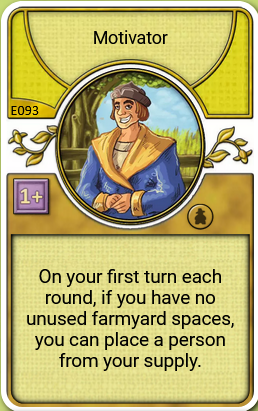 Motivator
E093
1+
On your first turn each
round, if you have no
unused farmyard spaces,
you can place a person
from your supply.